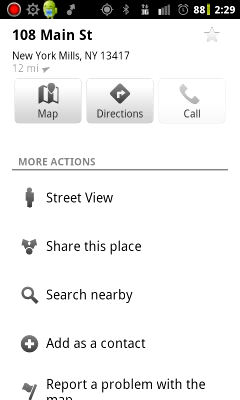 88 2:29
108 Main St
New York Mills, NY 13417
12 mi
Map
Directions
Call
MORE ACTIONS
Street View
Share this place
Search nearby
Add as a contact
Report a problem with the
map